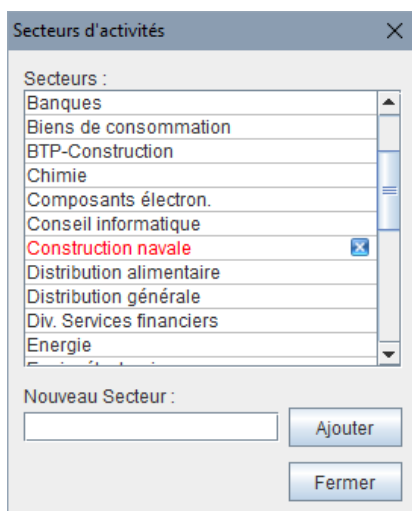 Secteurs d'activités
Secteurs :
Banques
Biens de consommation
BTP-Construction
Chimie
Composants électron.
Conseil informatique
Construction navale
Distribution alimentaire
Distribution générale
Div. Services financiers
Energie
Nouveau Secteur :
Ajouter
Fermer